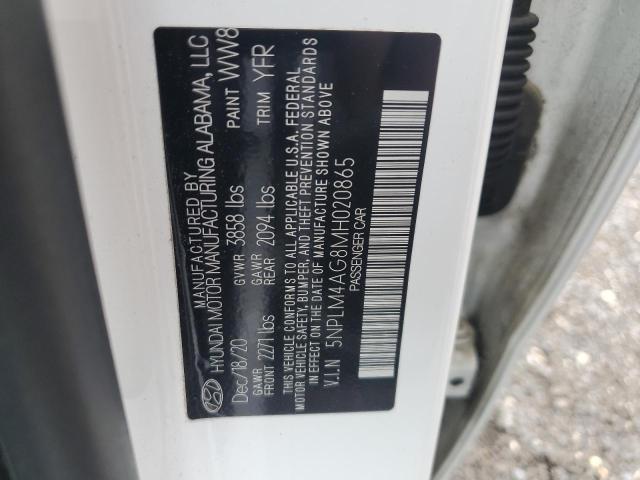 MANUFACTURED BY
HYUNDAI MOTOR MANUFACTURING ALABAMA, LLC
Dec/18/20 GVWR 3858 lbs PAINT WW8
GAWR FRONT 2271 lbs GAWR REAR 2094 lbs TRIM YFR
THIS VEHICLE CONFORMS TO ALL APPLICABLE U.S.A. FEDERAL
MOTOR VEHICLE SAFETY, BUMPER, AND THEFT PREVENTION STANDARDS
IN EFFECT ON THE DATE OF MANUFACTURE SHOWN ABOVE
V.I.N 5NPLM4AG8MH020865
PASSENGER CAR